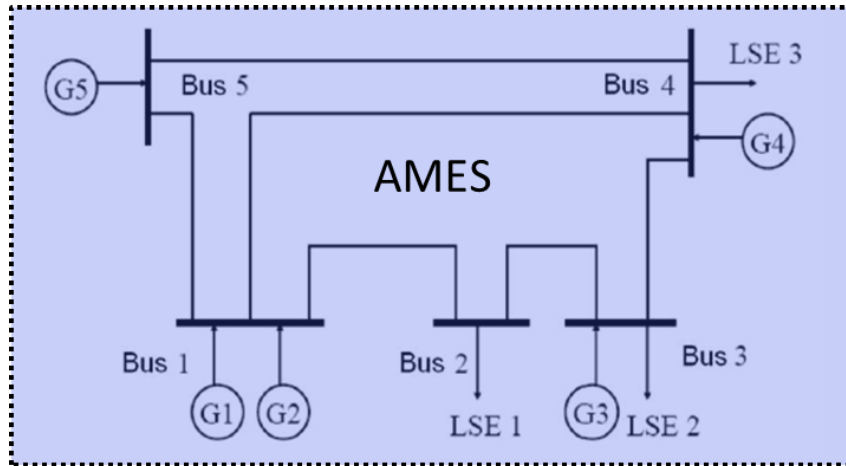 LSE 3
G5
Bus 5
Bus 4
G4
AMES
Bus 1
Bus 2
Bus 3
G1
G2
LSE 1
G3
LSE 2